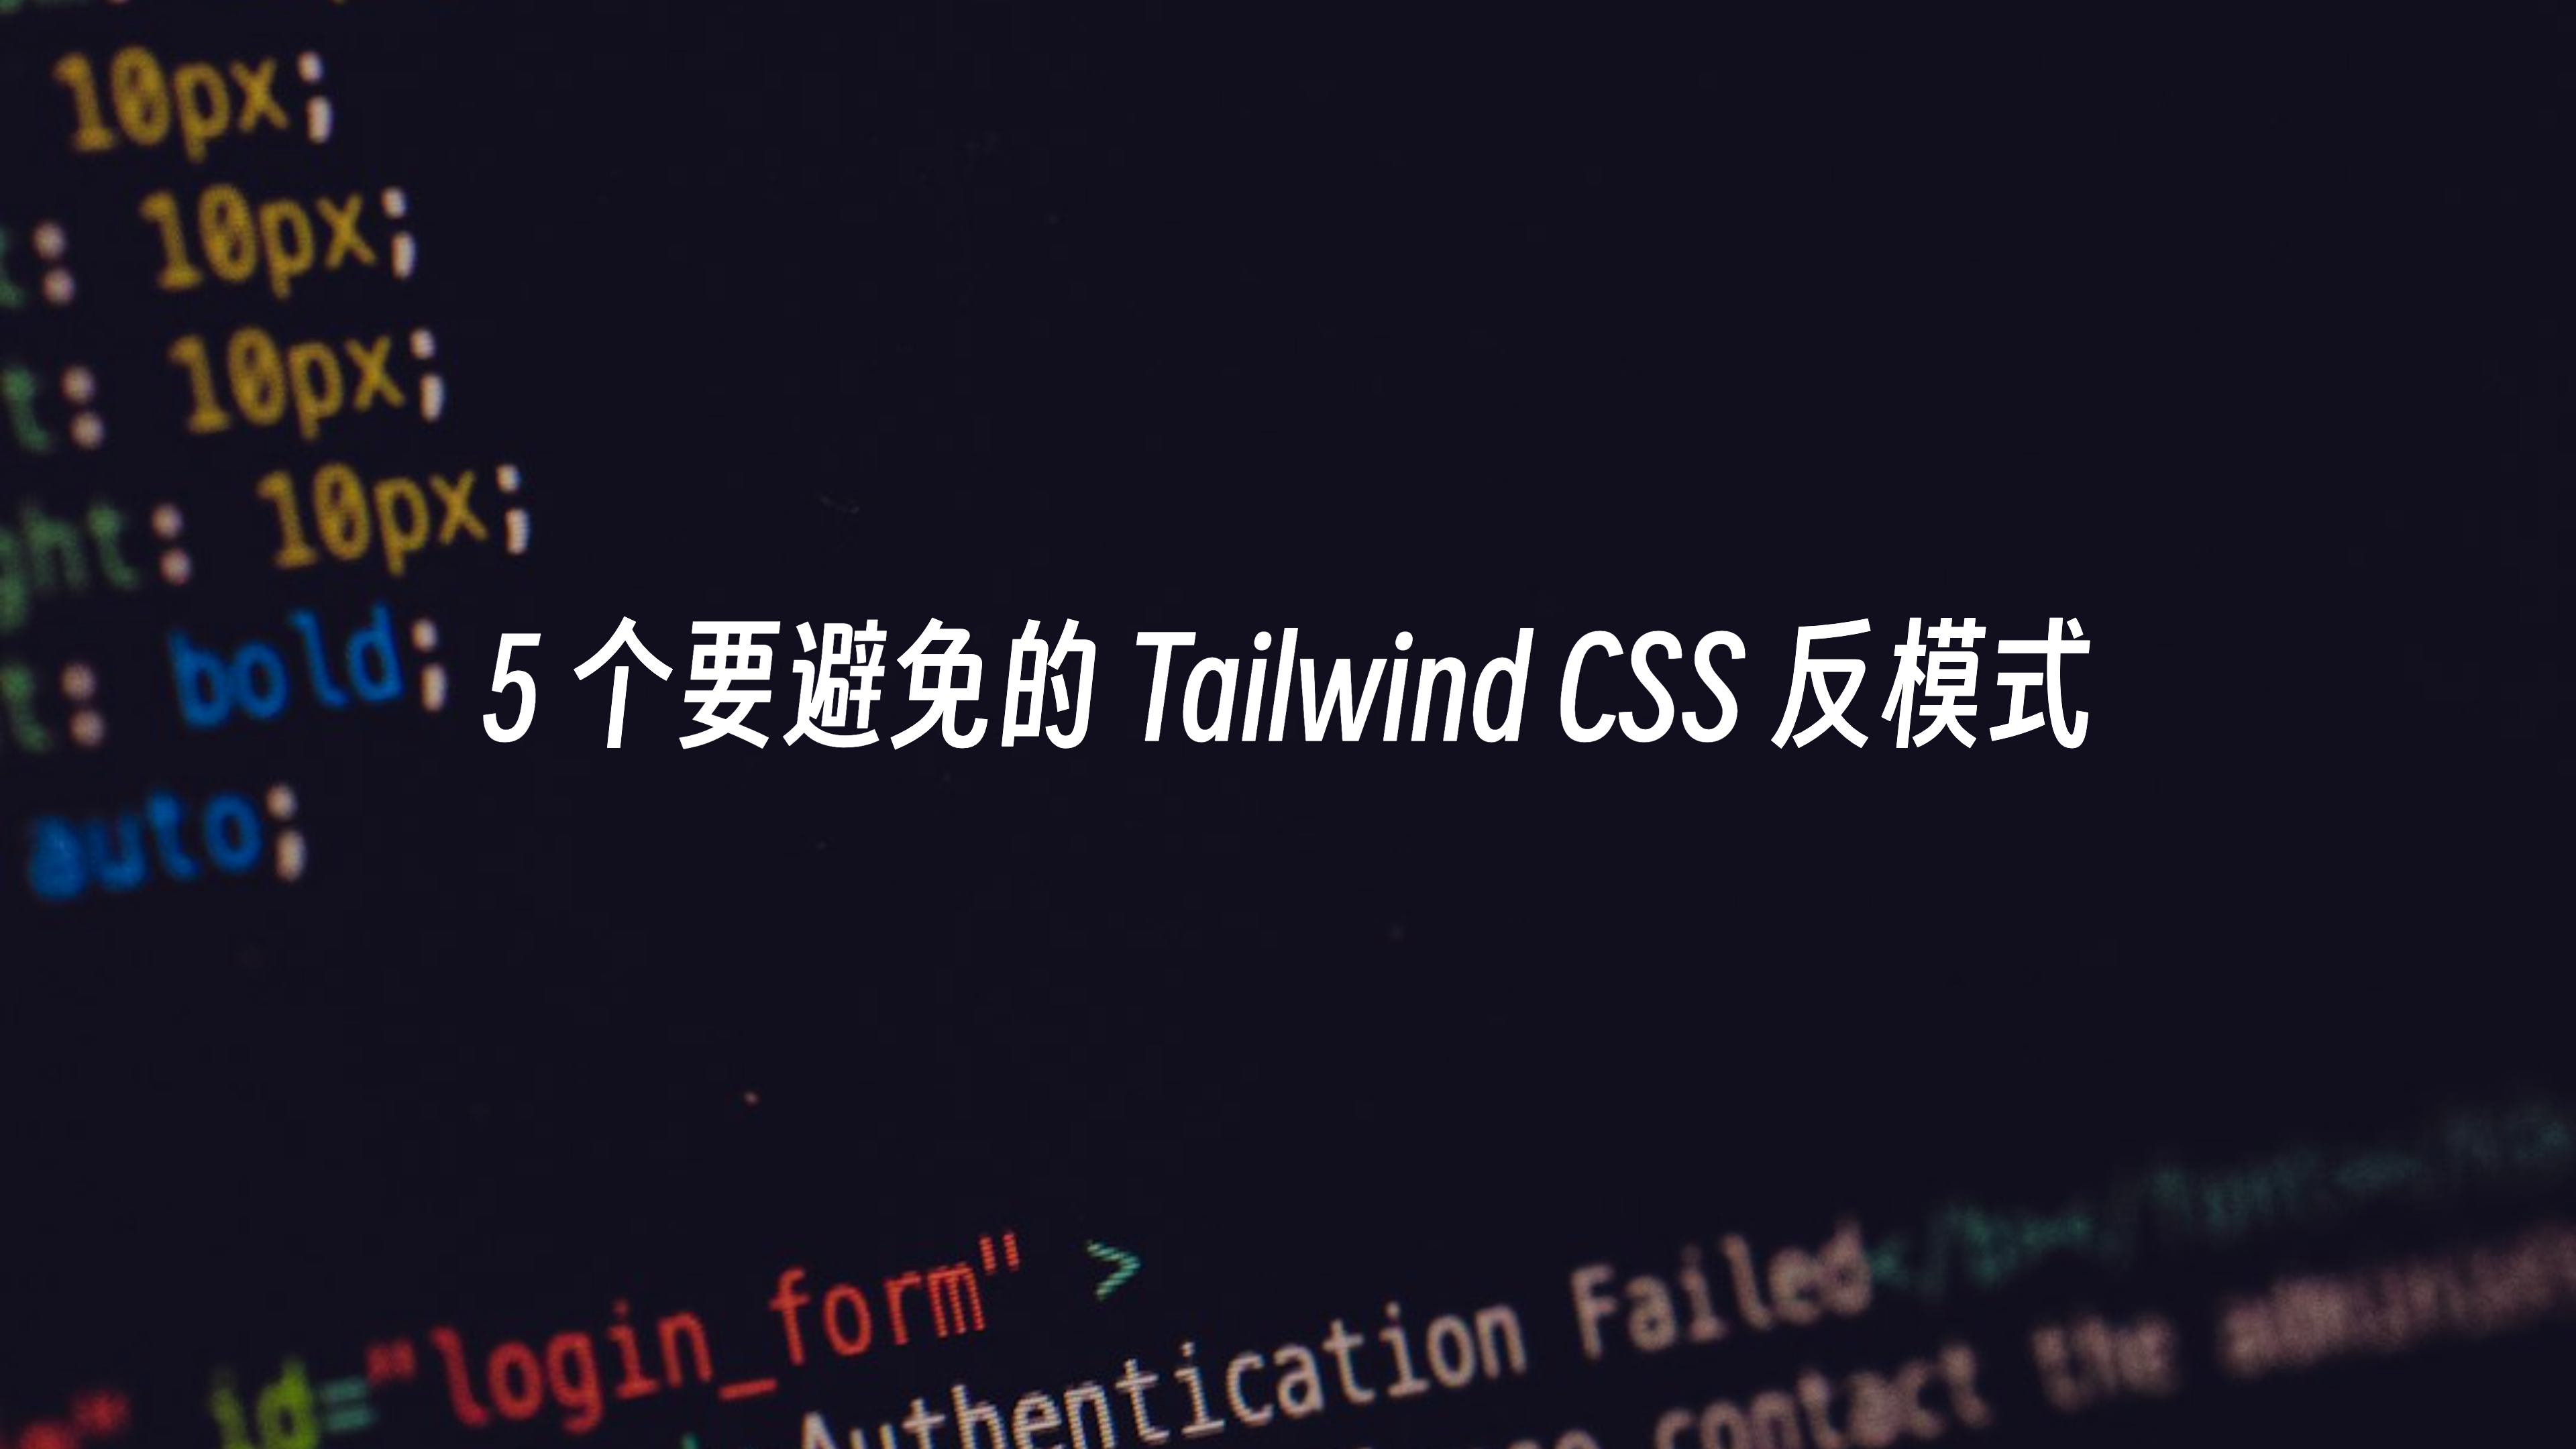 10px;
: 10px;
t: 10px;
ght: 10px;
t: bold;
5 个要避免的 Tailwind CSS 反模式
auto;
id="login_form" >
Authentication Failed
contact the